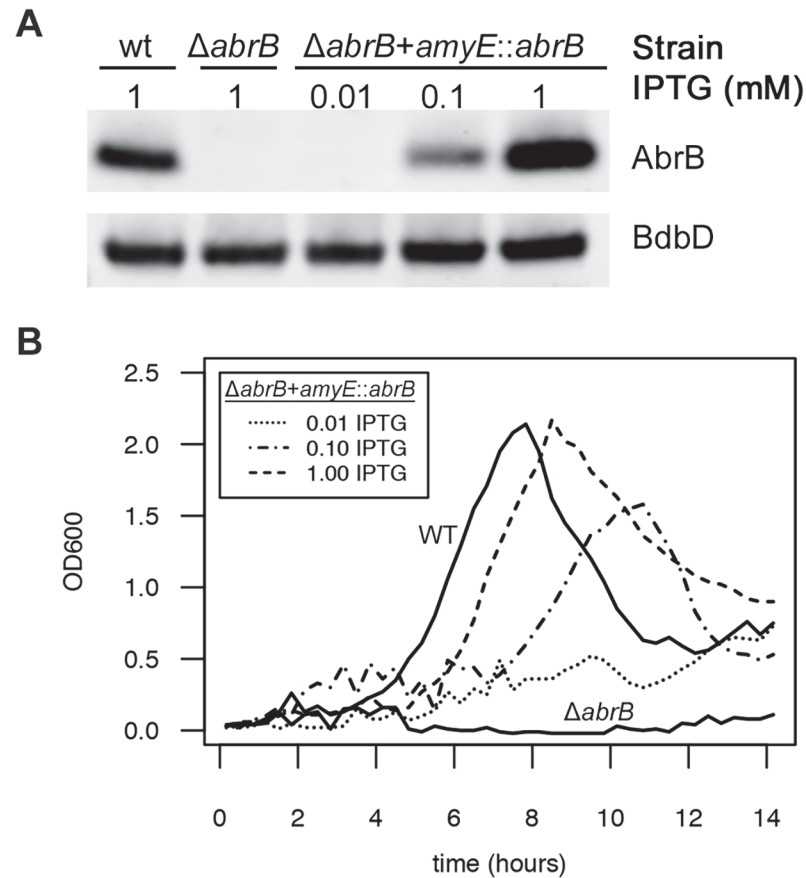 A
wt ΔabrB ΔabrB+amyE::abrB Strain
1 1 0.01 0.1 1 IPTG (mM)
AbrB
BdbD
B
2.5
2.0
1.5
1.0
0.5
0.0
OD600
ΔabrB+amyE::abrB
0.01 IPTG
0.10 IPTG
1.00 IPTG
WT
ΔabrB
0 2 4 6 8 10 12 14
time (hours)